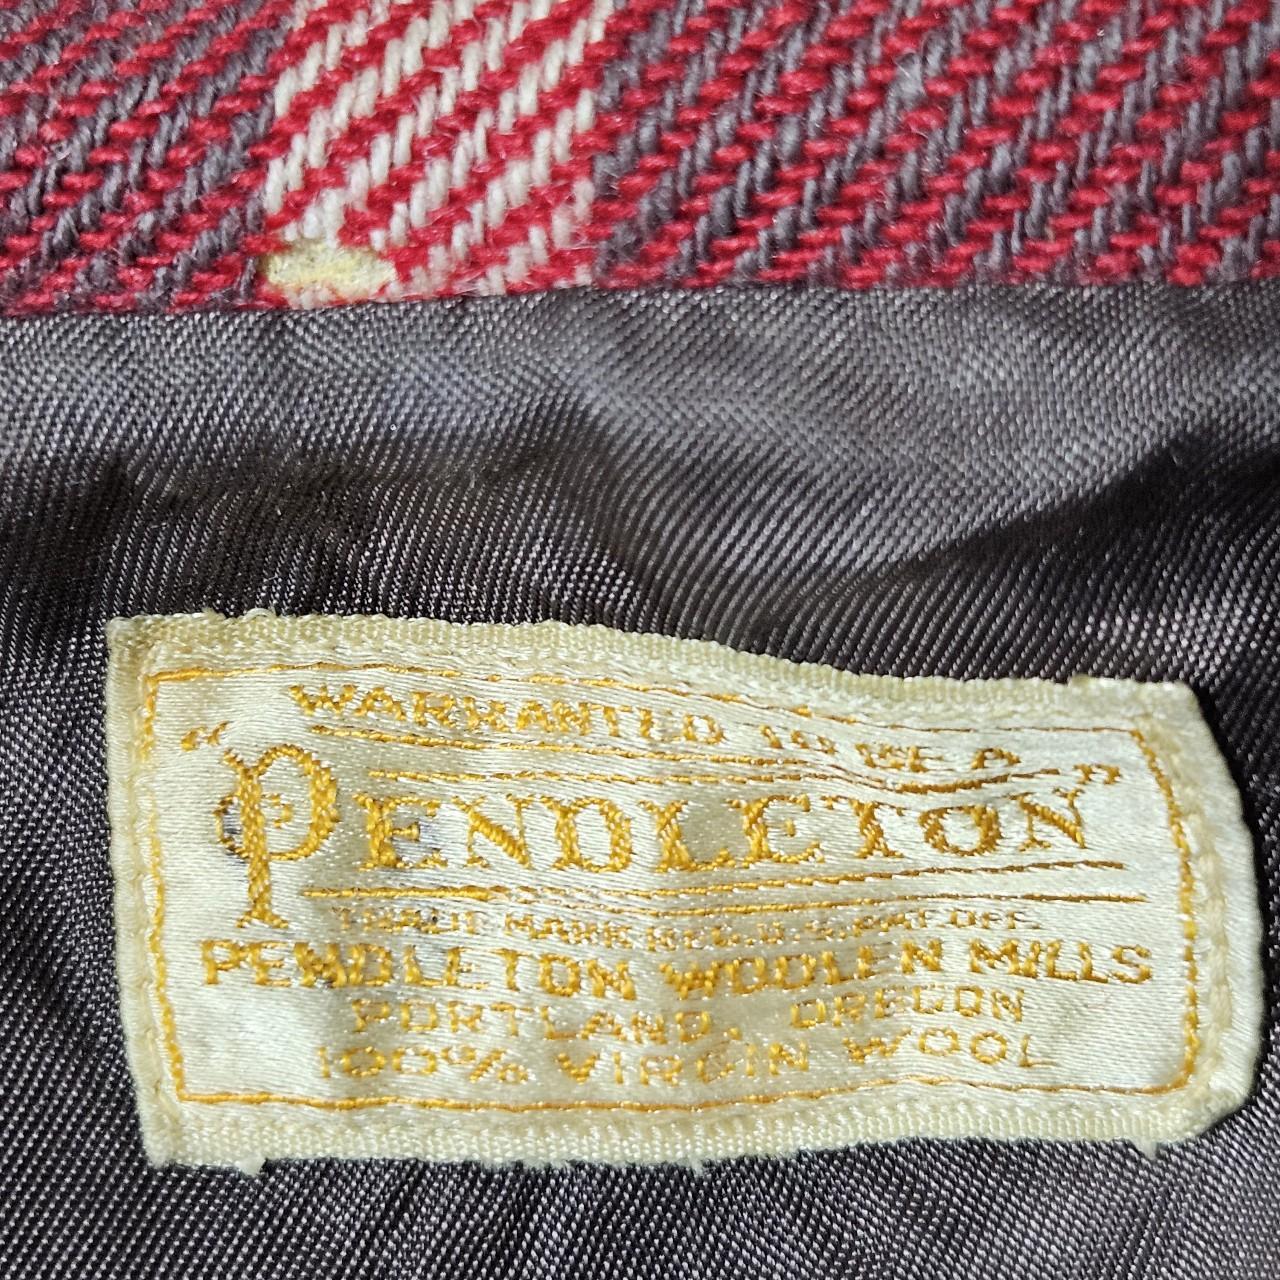 WARRANTED TO BE A
"PENDLETON"
TRADE MARK REG. U.S. PAT. OFF.
PENDLETON WOOLEN MILLS
PORTLAND, OREGON
100% VIRGIN WOOL